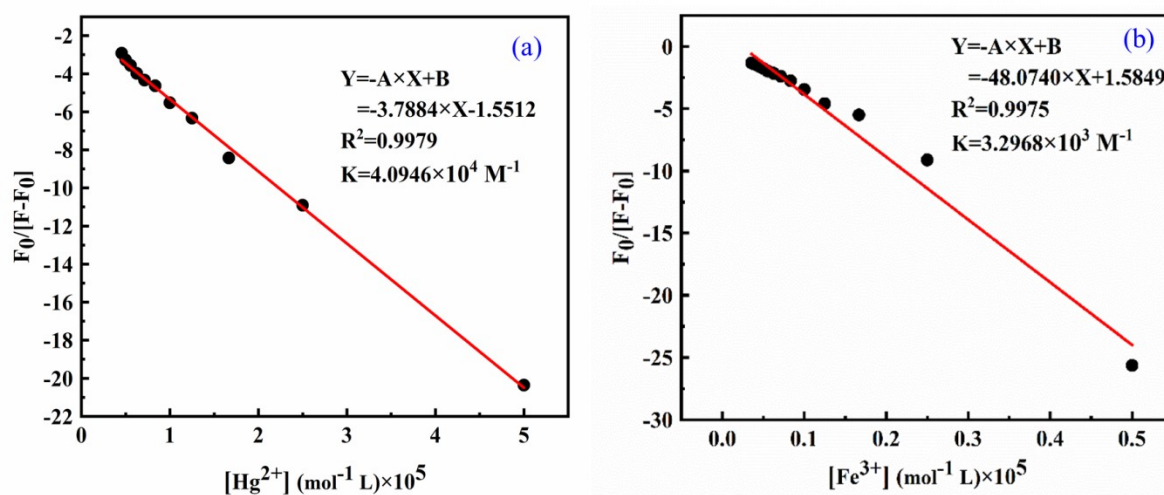 (a)
Y=-A×X+B
=-3.7884×X-1.5512
R²=0.9979
K=4.0946×10⁴ M⁻¹
F₀/[F-F₀]
-2
-4
-6
-8
-10
-12
-14
-16
-18
-20
-22
0 1 2 3 4 5
[Hg²⁺] (mol⁻¹ L)×10⁵
(b)
Y=-A×X+B
=-48.0740×X+1.5849
R²=0.9975
K=3.2968×10³ M⁻¹
F₀/[F-F₀]
0
-5
-10
-15
-20
-25
-30
0.0 0.1 0.2 0.3 0.4 0.5
[Fe³⁺] (mol⁻¹ L)×10⁵